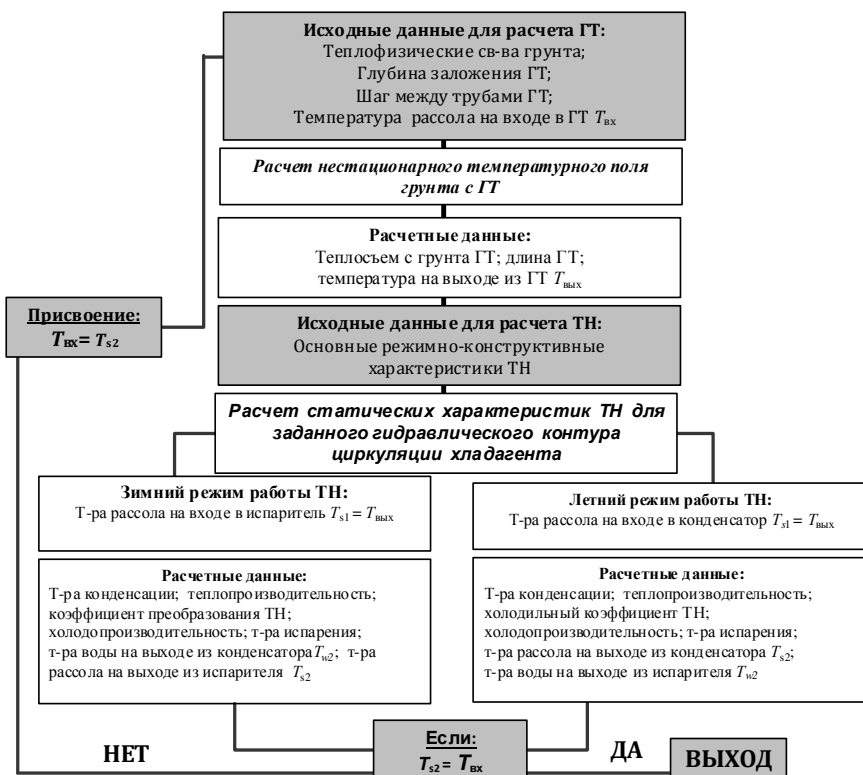 Исходные данные для расчета ГТ:
Теплофизические св-ва грунта;
Глубина заложения ГТ;
Шаг между трубами ГТ;
Температура рассола на входе в ГТ Tвх
Расчет нестационарного температурного поля
грунта с ГТ
Расчетные данные:
Теплосъем с грунта ГТ; длина ГТ;
температура на выходе из ГТ Tвых
Присвоение:
Tвх= Ts2
Исходные данные для расчета ТН:
Основные режимно-конструктивные
характеристики ТН
Расчет статических характеристик ТН для
заданного гидравлического контура
циркуляции хладагента
Зимний режим работы ТН:
Т-ра рассола на входе в испаритель Ts1 = Tвых
Летний режим работы ТН:
Т-ра рассола на входе в конденсатор Ts1 = Tвых
Расчетные данные:
Т-ра конденсации; теплопроизводительность;
коэффициент преобразования ТН;
холодопроизводительность; т-ра испарения;
т-ра воды на выходе из конденсатора Tw2; т-ра
рассола на выходе из испарителя Ts2
Расчетные данные:
Т-ра конденсации; теплопроизводительность;
холодильный коэффициент ТН;
холодопроизводительность; т-ра испарения;
т-ра рассола на выходе из конденсатора Ts2;
т-ра воды на выходе из испарителя Tw2
НЕТ
Если:
Ts2 = Tвх
ДА
ВЫХОД